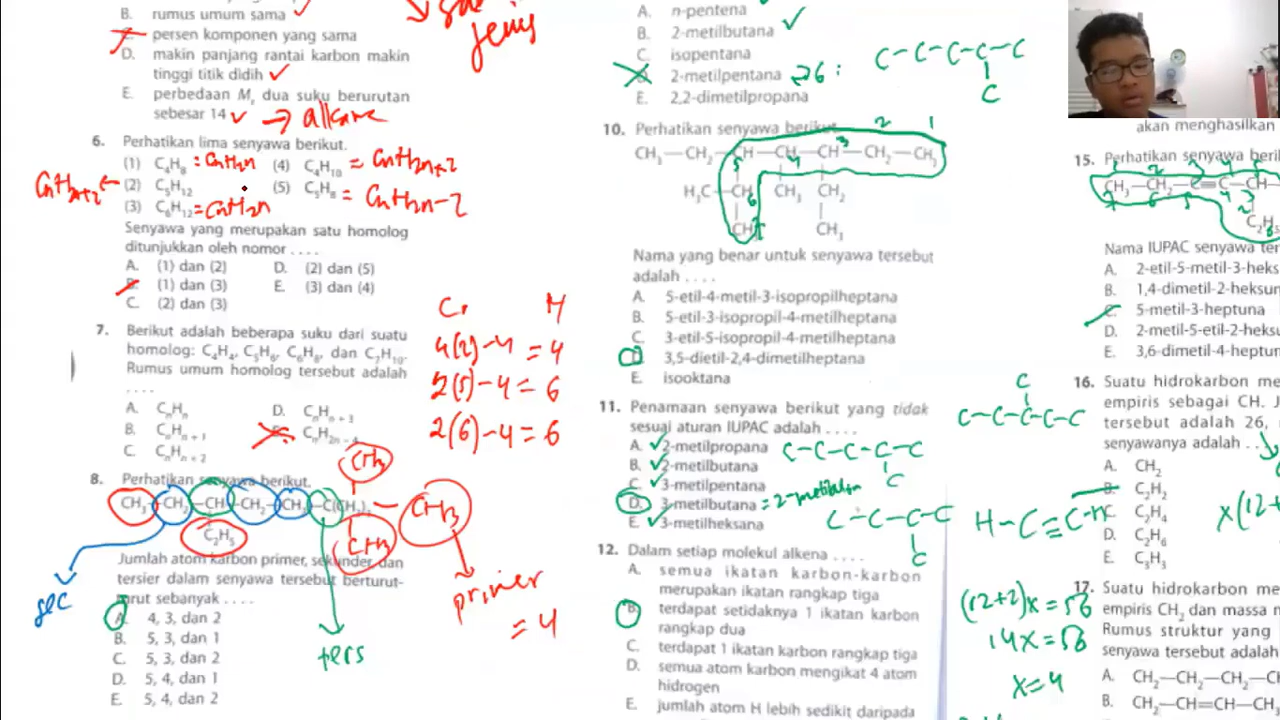 B. rumus umum sama
persen komponen yang sama
D. makin panjang rantai karbon makin
tinggi titik didih
E. perbedaan Mr dua suku berurutan
sebesar 14 → alkana
jenis
6. Perhatikan lima senyawa berikut.
(1) C4H8 = CnH2n (4) C4H10 = CnH2n+2
CnH2n+2 ← (2) C5H12 (5) C5H8 = CnH2n-2
(3) C6H12 = CnH2n
Senyawa yang merupakan satu homolog
ditunjukkan oleh nomor . . . .
A. (1) dan (2) D. (2) dan (5)
B. (1) dan (3) E. (3) dan (4)
C. (2) dan (3)
7. Berikut adalah beberapa suku dari suatu
homolog: C4H4, C5H6, C6H8, dan C7H10.
Rumus umum homolog tersebut adalah
. . . .
A. CnHn D. CnHn + 3
B. CnHn + 1 CnH2n – 4
C. CnHn + 2
C H
4(2)-4 = 4
2(5)-4 = 6
2(6)-4 = 6
8. Perhatikan senyawa berikut.
CH3
CH3 CH2 CH CH2 CH2 C(CH3) CH3
C2H5 CH3
Jumlah atom karbon primer, sekunder, dan
tersier dalam senyawa tersebut berturut-
turut sebanyak . . . .
A. 4, 3, dan 2
B. 5, 3, dan 1
C. 5, 3, dan 2
D. 5, 4, dan 1
E. 5, 4, dan 2
sec
ters
primer
= 4
A. n-pentena
B. 2-metilbutana
C. isopentana
2-metilpentana
E. 2,2-dimetilpropana
C-C-C-C-C
C
10. Perhatikan senyawa berikut.
2 1
CH3—CH2—CH—CH—CH—CH2—CH3
5 4 3
H3C—CH CH3 CH2
6
CH3 CH3
Nama yang benar untuk senyawa tersebut
adalah . . . .
A. 5-etil-4-metil-3-isopropilheptana
B. 5-etil-3-isopropil-4-metilheptana
C. 3-etil-5-isopropil-4-metilheptana
D. 3,5-dietil-2,4-dimetilheptana
E. isooktana
11. Penamaan senyawa berikut yang tidak
sesuai aturan IUPAC adalah . . . .
A. 2-metilpropana
B. 2-metilbutana
C. 3-metilpentana
D. 3-metilbutana
E. 3-metilheksana
C-C-C-C-C
C
C-C-C-C
C
12. Dalam setiap molekul alkena . . . .
A. semua ikatan karbon-karbon
merupakan ikatan rangkap tiga
B. terdapat setidaknya 1 ikatan karbon
rangkap dua
C. terdapat 1 ikatan karbon rangkap tiga
D. semua atom karbon mengikat 4 atom
hidrogen
E. jumlah atom H lebih sedikit daripada
C
C-C-C-C-C
H-C≡C-H
(12+2)x = 56
14x = 56
x = 4
akan menghasilkan
15. Perhatikan senyawa
CH3—CH2—C≡C—CH
C2H5
Nama IUPAC senyawa
A. 2-etil-5-metil-3-heks
B. 1,4-dimetil-2-heksun
C. 5-metil-3-heptuna
D. 2-metil-5-etil-2-heks
E. 3,6-dimetil-4-heptun
16. Suatu hidrokarbon me
empiris sebagai CH. J
tersebut adalah 26,
senyawanya adalah . .
A. CH2
B. C2H2
C. C2H4
D. C2H6
E. C3H3
x(12+
17. Suatu hidrokarbon me
empiris CH2 dan massa
Rumus struktur yang
senyawa tersebut adalah
A. CH2—CH2—CH2—C
B. CH2—CH=CH—CH3